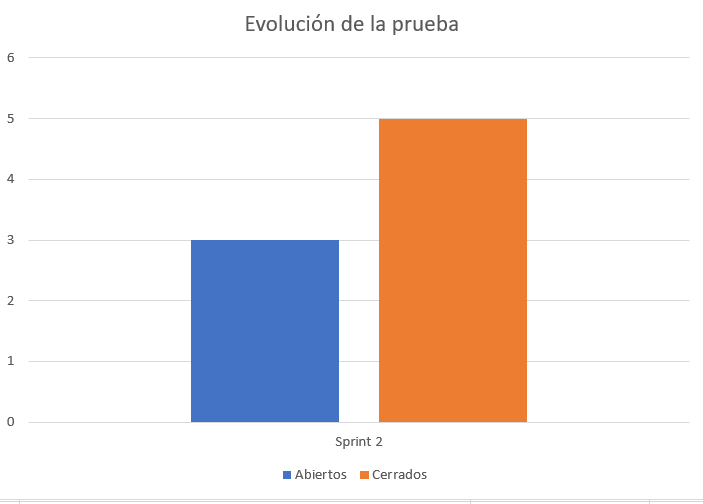 Evolución de la prueba
6
5
4
3
2
1
0
Sprint 2
Abiertos Cerrados